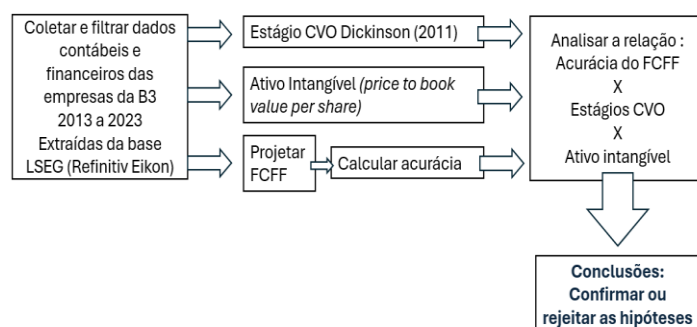 Coletar e filtrar dados
contábeis e
financeiros das
empresas da B3
2013 a 2023
Extraídas da base
LSEG (Refinitiv Eikon)
Estágio CVO Dickinson (2011)
Ativo Intangível (price to book
value per share)
Projetar
FCFF
Calcular acurácia
Analisar a relação :
Acurácia do FCFF
X
Estágios CVO
X
Ativo intangível
Conclusões:
Confirmar ou
rejeitar as hipóteses